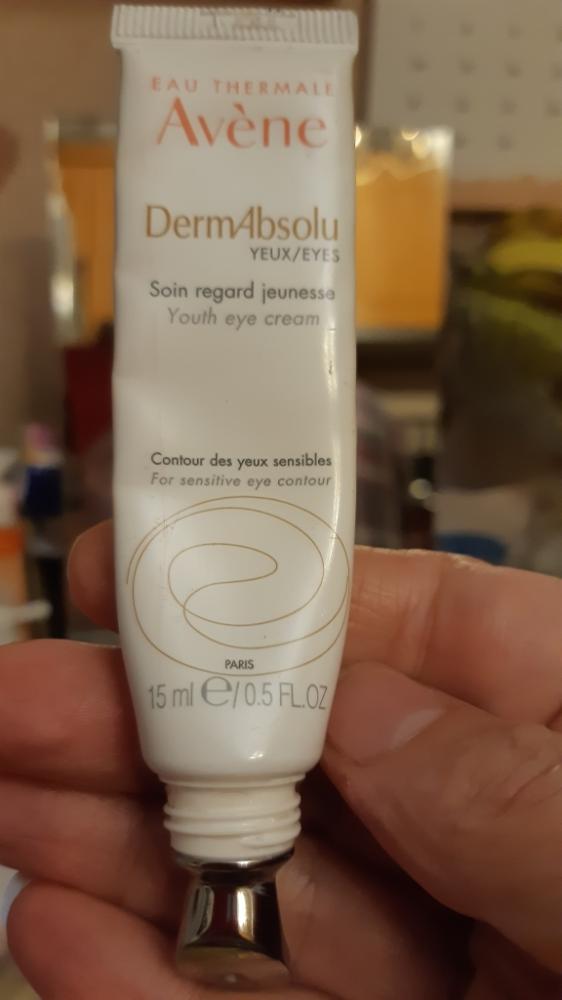 EAU THERMALE
Avène
DermAbsolu
YEUX/EYES
Soin regard jeunesse
Youth eye cream
Contour des yeux sensibles
For sensitive eye contour
PARIS
15 ml ℮/0.5 FL.OZ